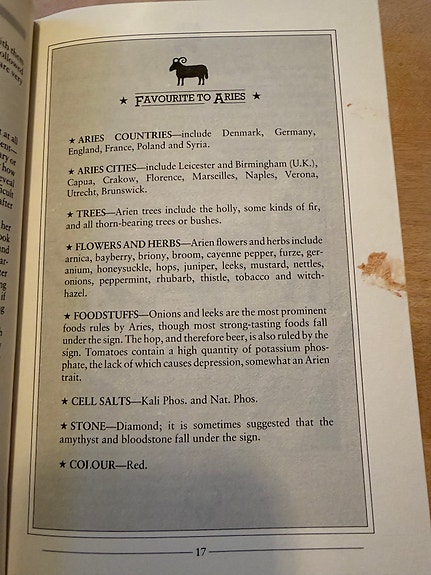 ★ FAVOURITE TO ARIES ★
★ ARIES COUNTRIES—include Denmark, Germany,
England, France, Poland and Syria.
★ ARIES CITIES—include Leicester and Birmingham (U.K.),
Capua, Crakow, Florence, Marseilles, Naples, Verona,
Utrecht, Brunswick.
★ TREES—Arien trees include the holly, some kinds of fir,
and all thorn-bearing trees or bushes.
★ FLOWERS AND HERBS—Arien flowers and herbs include
arnica, bayberry, briony, broom, cayenne pepper, furze, ger-
anium, honeysuckle, hops, juniper, leeks, mustard, nettles,
onions, peppermint, rhubarb, thistle, tobacco and witch-
hazel.
★ FOODSTUFFS—Onions and leeks are the most prominent
foods rules by Aries, though most strong-tasting foods fall
under the sign. The hop, and therefore beer, is also ruled by the
sign. Tomatoes contain a high quantity of potassium phos-
phate, the lack of which causes depression, somewhat an Arien
trait.
★ CELL SALTS—Kali Phos. and Nat. Phos.
★ STONE—Diamond; it is sometimes suggested that the
amythyst and bloodstone fall under the sign.
★ COLOUR—Red.
17